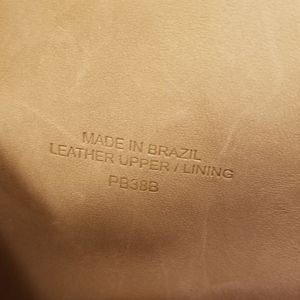 MADE IN BRAZIL
LEATHER UPPER / LINING
PB38B